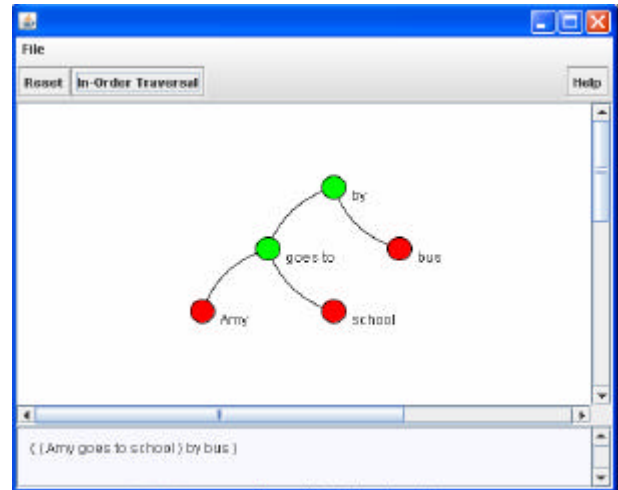 File
Reset In-Order Traversal Help
by
goes to bus
Amy school
( ( Amy goes to school ) by bus )